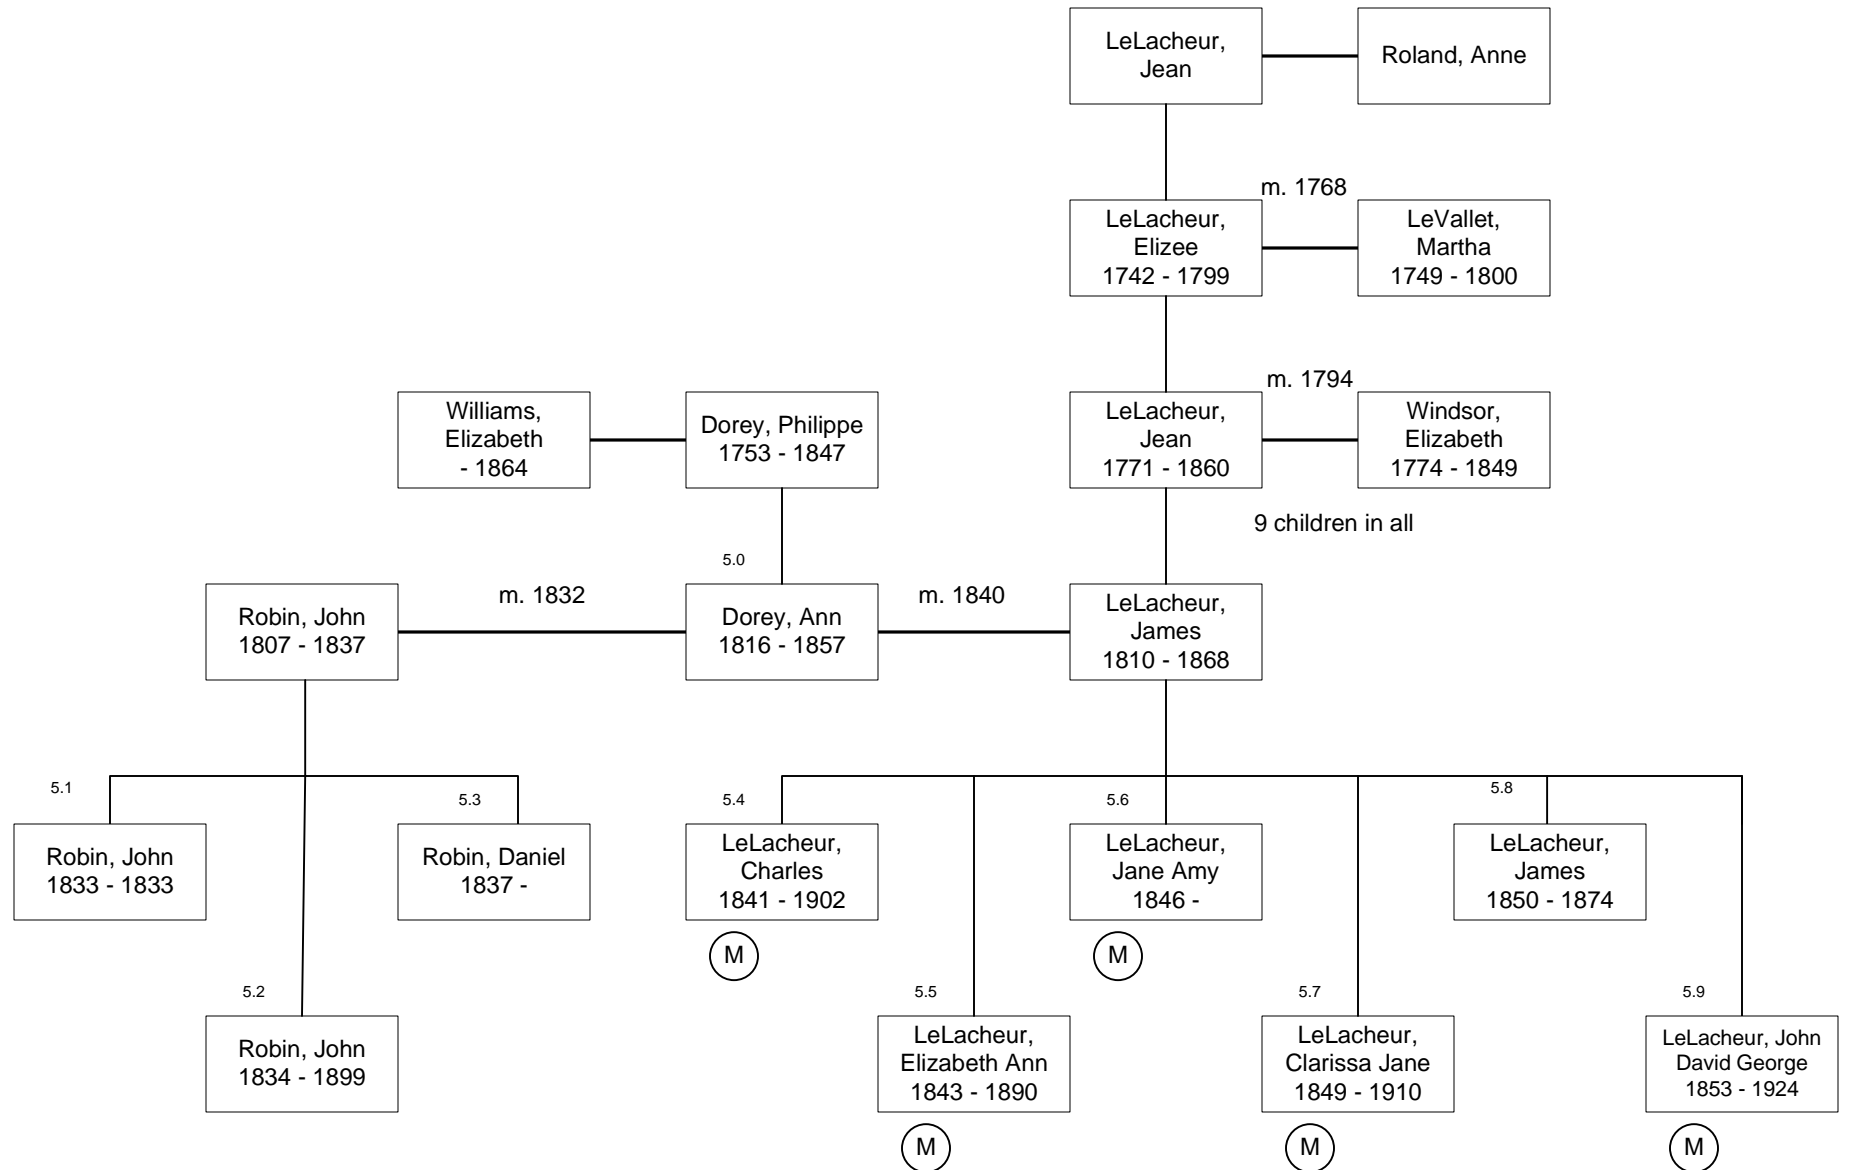 LeLacheur,
Jean
Roland, Anne
m. 1768
LeLacheur,
Elizee
1742 - 1799
LeVallet,
Martha
1749 - 1800
m. 1794
Williams,
Elizabeth
- 1864
Dorey, Philippe
1753 - 1847
LeLacheur,
Jean
1771 - 1860
Windsor,
Elizabeth
1774 - 1849
9 children in all
5.0
Robin, John
1807 - 1837
m. 1832
Dorey, Ann
1816 - 1857
m. 1840
LeLacheur,
James
1810 - 1868
5.1
Robin, John
1833 - 1833
5.3
Robin, Daniel
1837 -
5.4
LeLacheur,
Charles
1841 - 1902
M
5.6
LeLacheur,
Jane Amy
1846 -
M
5.8
LeLacheur,
James
1850 - 1874
5.2
Robin, John
1834 - 1899
5.5
LeLacheur,
Elizabeth Ann
1843 - 1890
M
5.7
LeLacheur,
Clarissa Jane
1849 - 1910
M
5.9
LeLacheur, John
David George
1853 - 1924
M